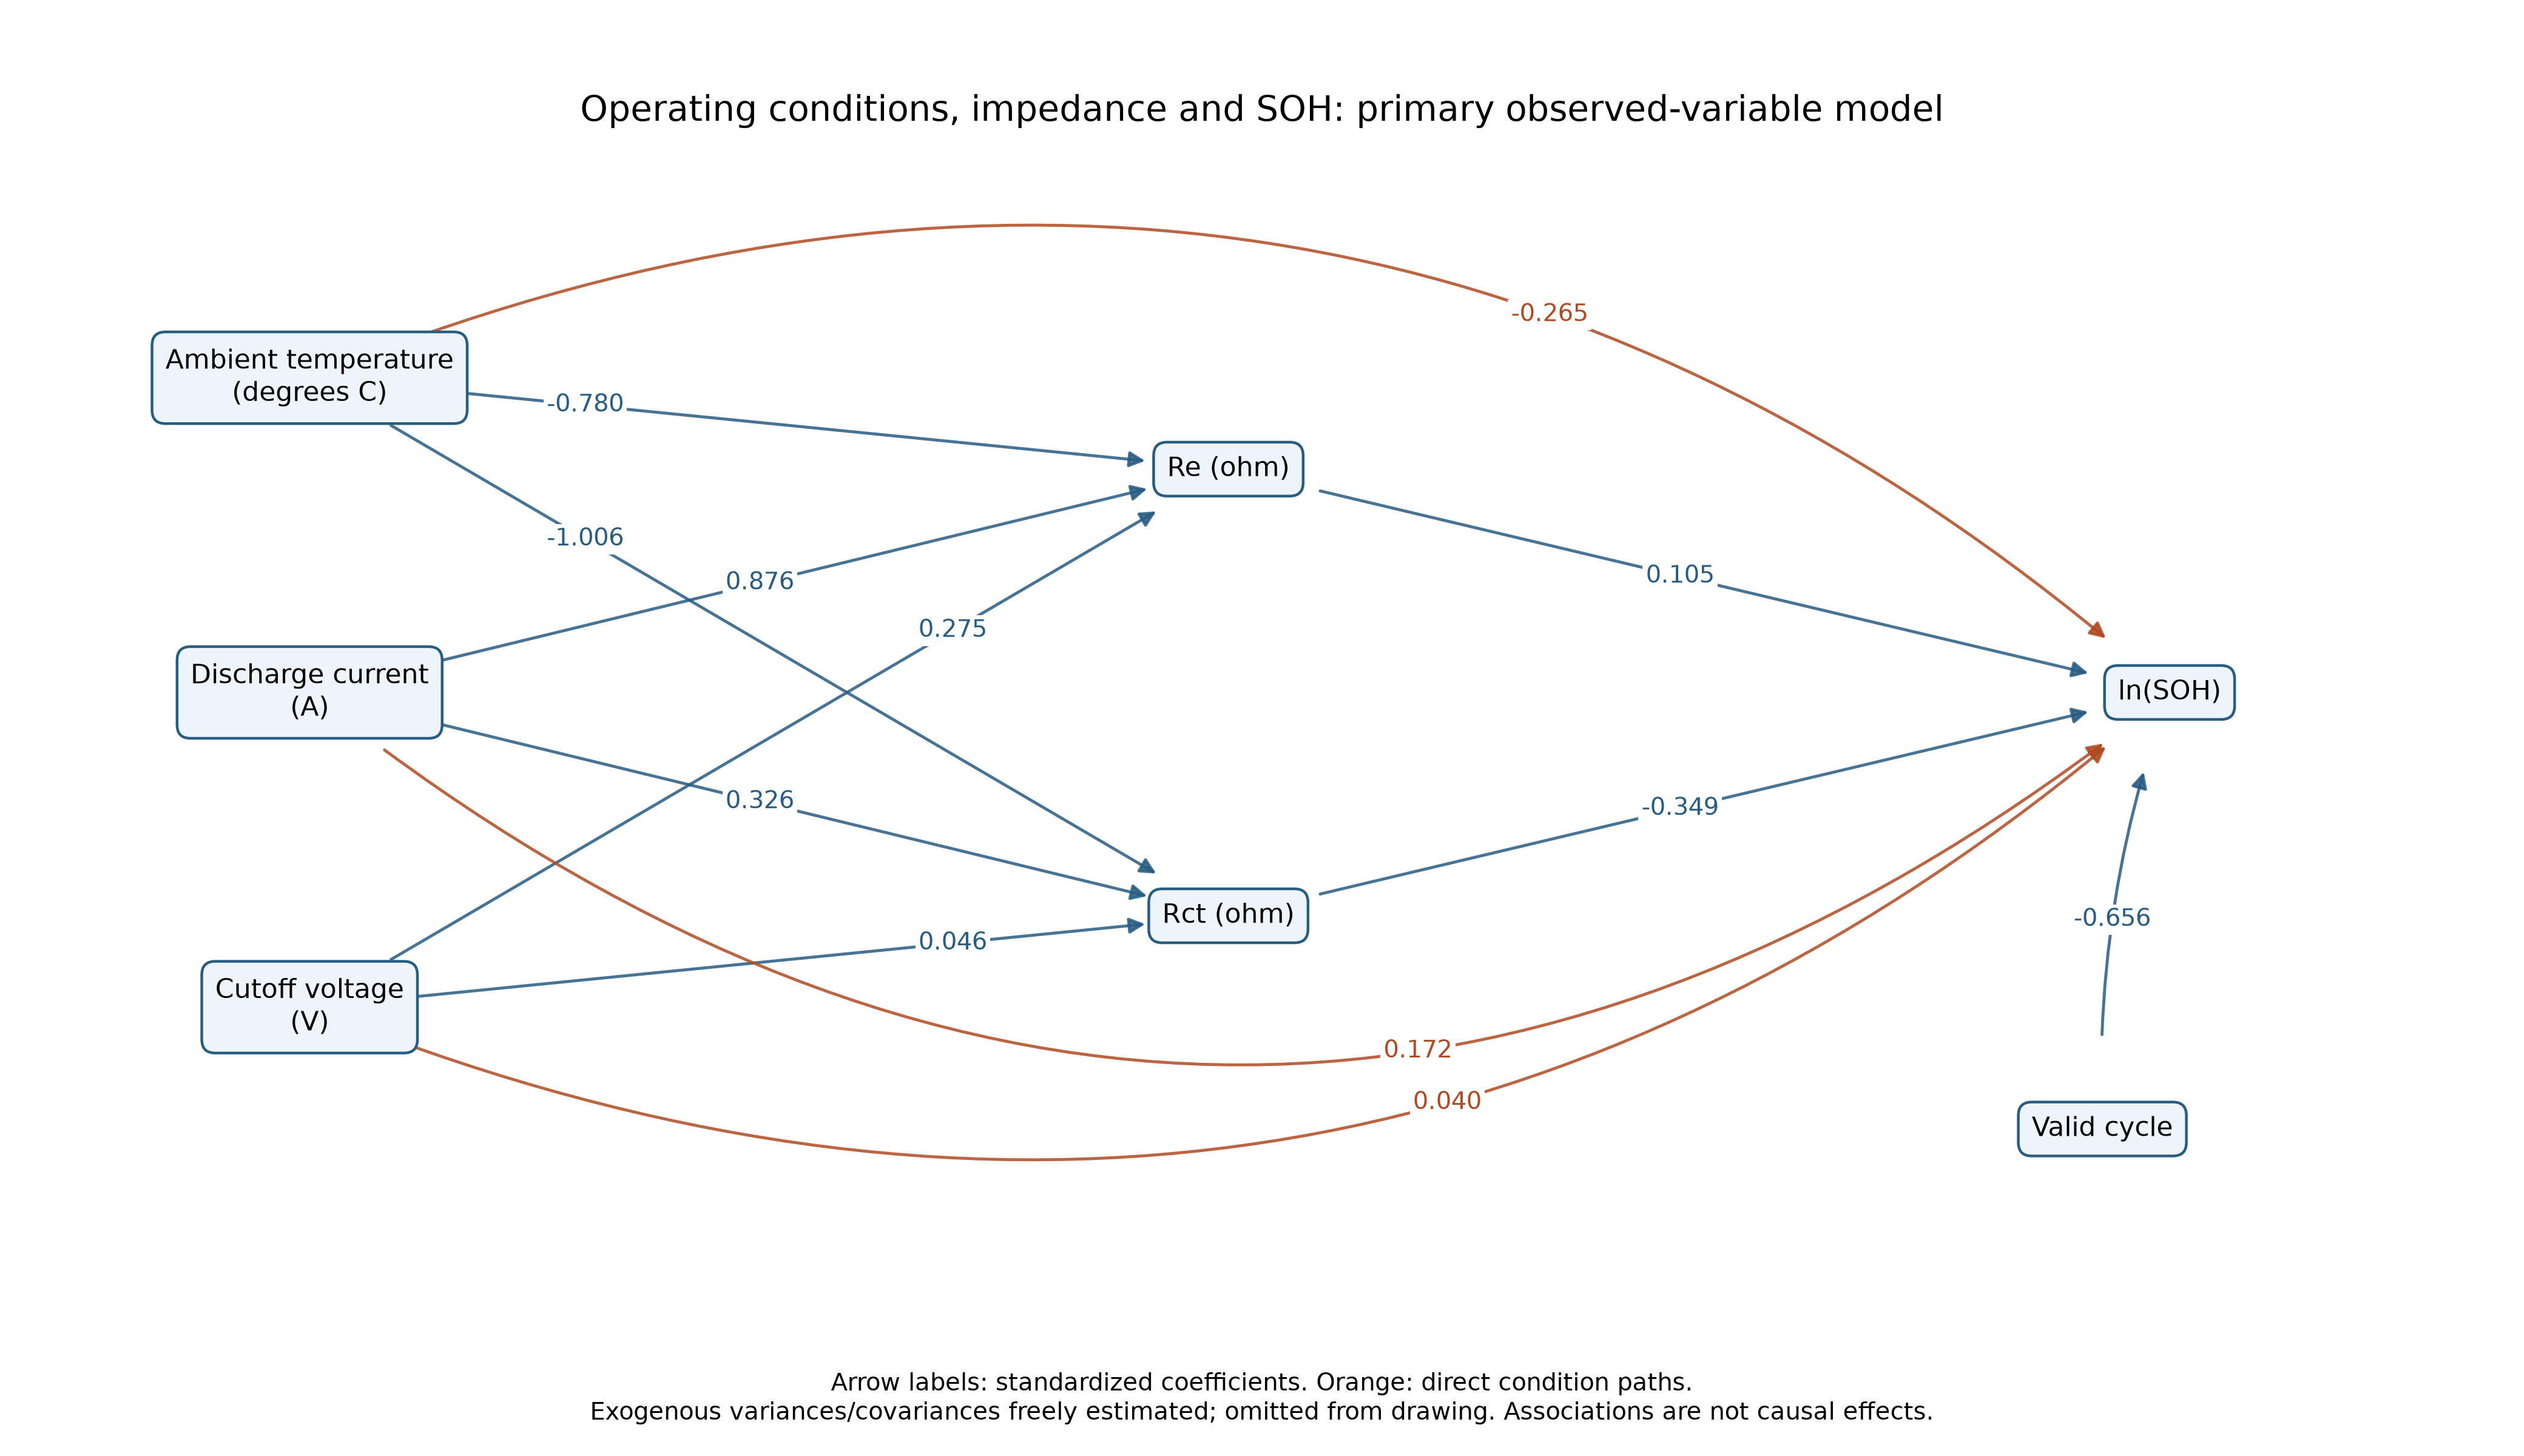 Operating conditions, impedance and SOH: primary observed-variable model
-0.265
Ambient temperature
(degrees C)
-0.780
Re (ohm)
-1.006
0.876
0.105
0.275
Discharge current
(A)
ln(SOH)
0.326
-0.349
Rct (ohm)
-0.656
0.046
Cutoff voltage
(V)
0.172
0.040
Valid cycle
Arrow labels: standardized coefficients. Orange: direct condition paths.
Exogenous variances/covariances freely estimated; omitted from drawing. Associations are not causal effects.